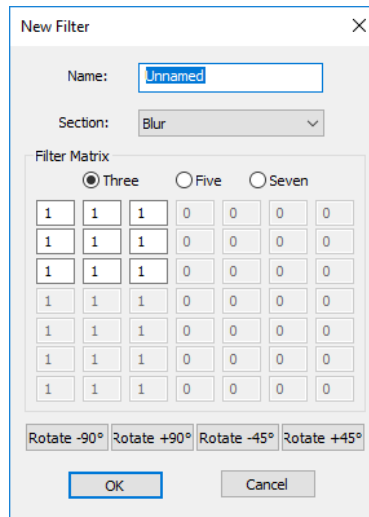 New Filter
Name: Unnamed
Section: Blur
Filter Matrix
Three Five Seven
1 1 1 0 0 0 0
1 1 1 0 0 0 0
1 1 1 0 0 0 0
1 1 1 0 0 0 0
1 1 1 0 0 0 0
1 1 1 0 0 0 0
1 1 1 0 0 0 0
Rotate -90° Rotate +90° Rotate -45° Rotate +45°
OK Cancel